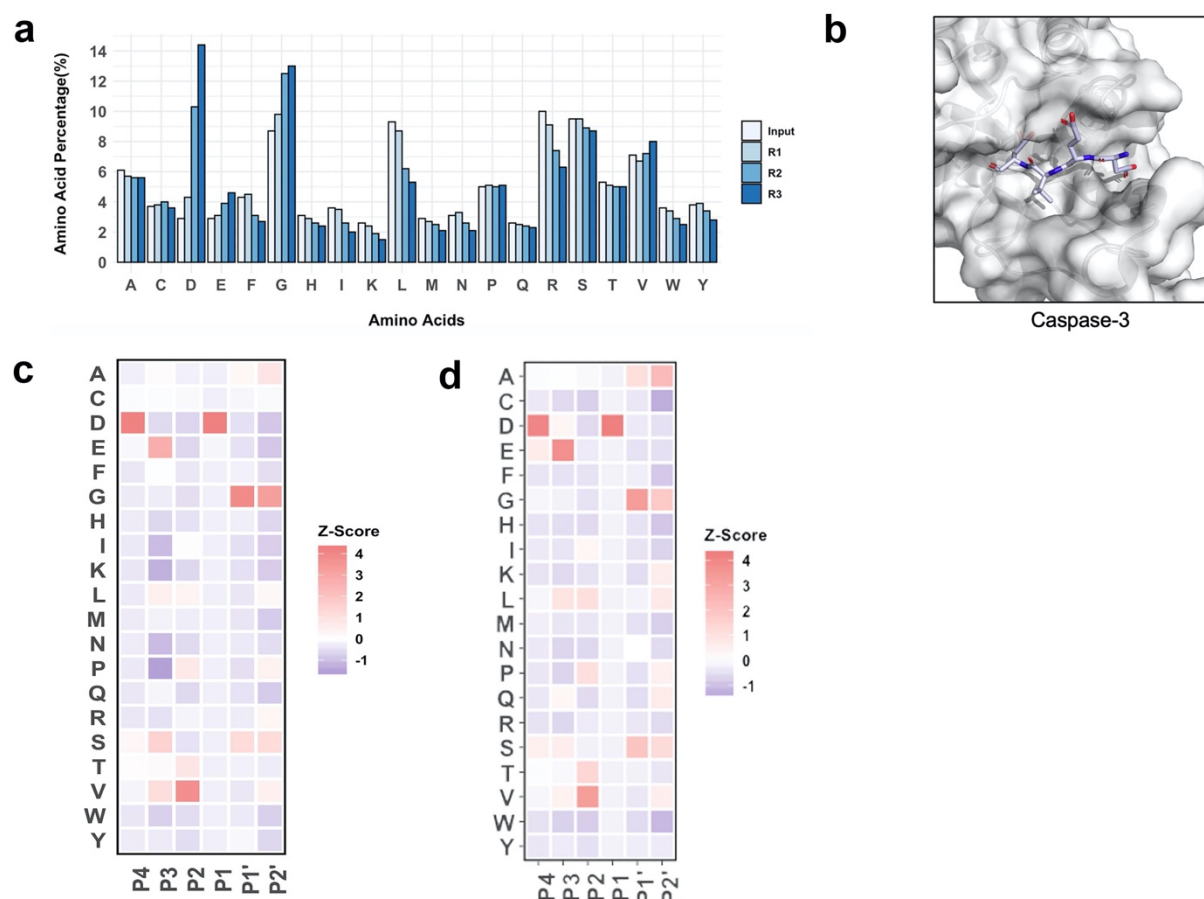 a
Amino Acid Percentage(%)
14
12
10
8
6
4
2
0
A C D E F G H I K L M N P Q R S T V W Y
Amino Acids
Input
R1
R2
R3
b
Caspase-3
c
A
C
D
E
F
G
H
I
K
L
M
N
P
Q
R
S
T
V
W
Y
P4 P3 P2 P1 P1' P2'
Z-Score
4
3
2
1
0
-1
d
A
C
D
E
F
G
H
I
K
L
M
N
P
Q
R
S
T
V
W
Y
P4 P3 P2 P1 P1' P2'
Z-Score
4
3
2
1
0
-1